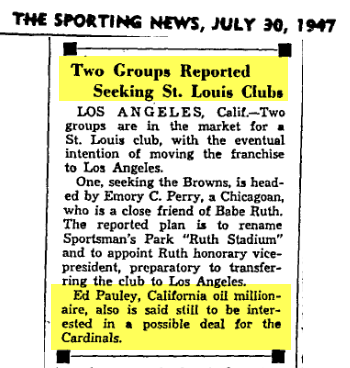 THE SPORTING NEWS, JULY 30, 1947
Two Groups Reported
Seeking St. Louis Clubs
LOS ANGELES, Calif.—Two
groups are in the market for a
St. Louis club, with the eventual
intention of moving the franchise
to Los Angeles.
One, seeking the Browns, is head-
ed by Emory C. Perry, a Chicagoan,
who is a close friend of Babe Ruth.
The reported plan is to rename
Sportsman's Park "Ruth Stadium"
and to appoint Ruth honorary vice-
president, preparatory to transfer-
ring the club to Los Angeles.
Ed Pauley, California oil million-
aire, also is said still to be inter-
ested in a possible deal for the
Cardinals.